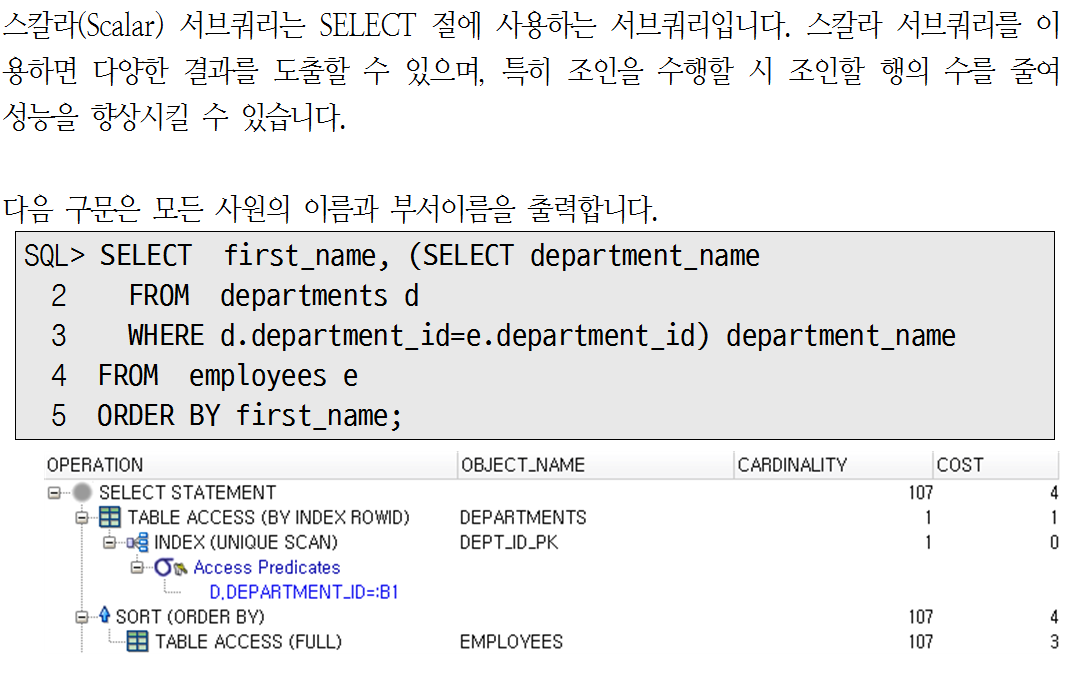 스칼라(Scalar) 서브쿼리는 SELECT 절에 사용하는 서브쿼리입니다. 스칼라 서브쿼리를 이
용하면 다양한 결과를 도출할 수 있으며, 특히 조인을 수행할 시 조인할 행의 수를 줄여
성능을 향상시킬 수 있습니다.
다음 구문은 모든 사원의 이름과 부서이름을 출력합니다.
SQL> SELECT first_name, (SELECT department_name
2 FROM departments d
3 WHERE d.department_id=e.department_id) department_name
4 FROM employees e
5 ORDER BY first_name;
OPERATION OBJECT_NAME CARDINALITY COST
SELECT STATEMENT 107 4
TABLE ACCESS (BY INDEX ROWID) DEPARTMENTS 1 1
INDEX (UNIQUE SCAN) DEPT_ID_PK 1 0
Access Predicates
D.DEPARTMENT_ID=:B1
SORT (ORDER BY) 107 4
TABLE ACCESS (FULL) EMPLOYEES 107 3